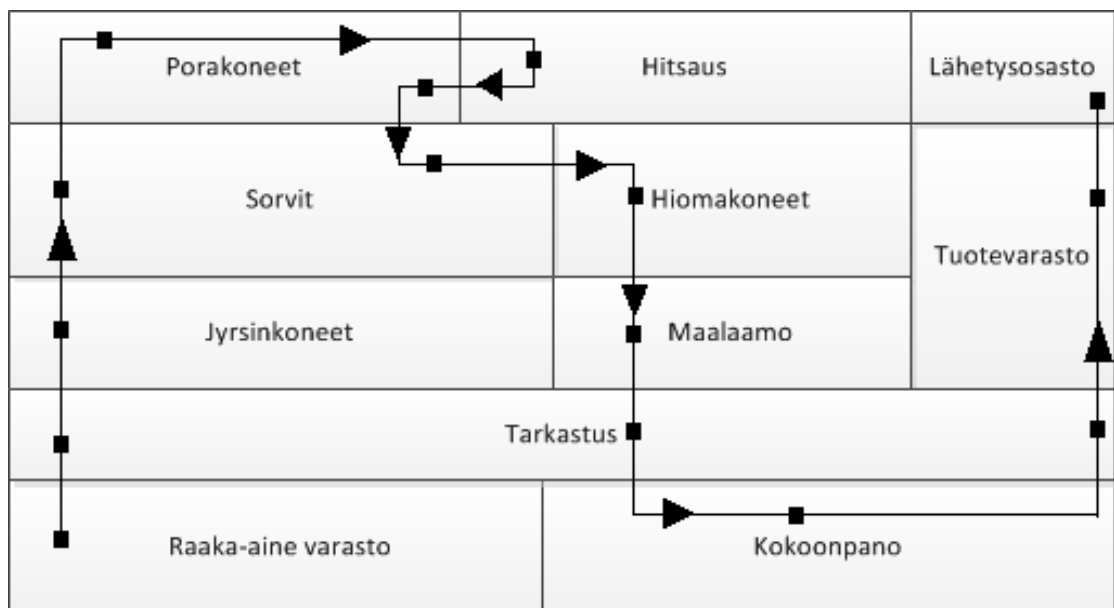 Porakoneet
Hitsaus
Lähetysosasto
Sorvit
Hiomakoneet
Tuotevarasto
Jyrsinkoneet
Maalaamo
Tarkastus
Raaka-aine varasto
Kokoonpano